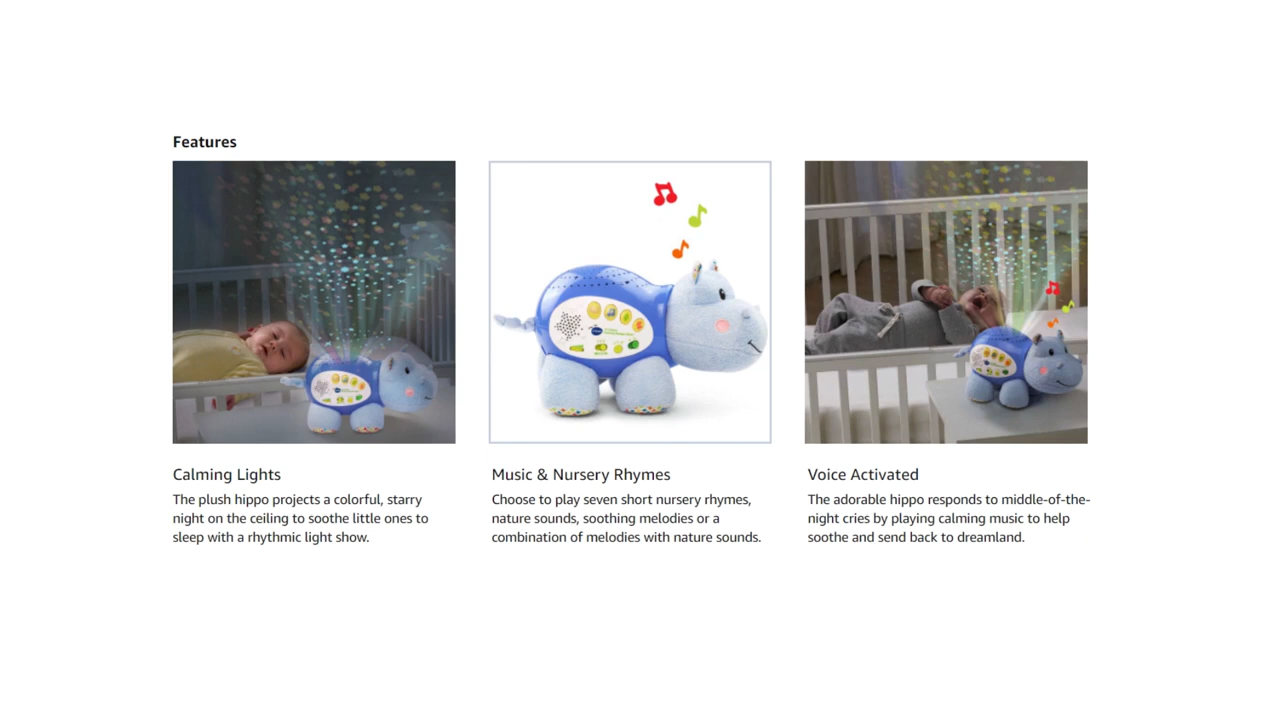 Features
Calming Lights
The plush hippo projects a colorful, starry
night on the ceiling to soothe little ones to
sleep with a rhythmic light show.
Music & Nursery Rhymes
Choose to play seven short nursery rhymes,
nature sounds, soothing melodies or a
combination of melodies with nature sounds.
Voice Activated
The adorable hippo responds to middle-of-the-
night cries by playing calming music to help
soothe and send back to dreamland.